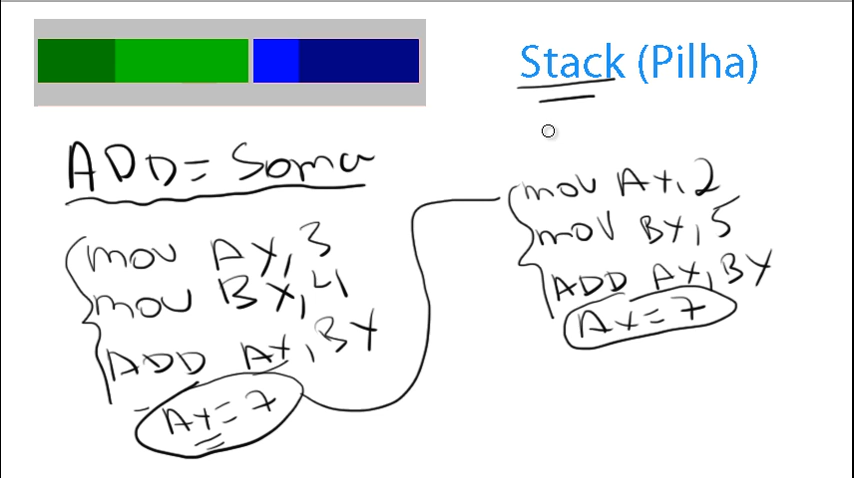 Stack (Pilha)
ADD = Soma
mov AX,3
mov BX,4
ADD AX,BX
AX=7
mov AX,2
mov BX,5
ADD AX,BX
AX=7